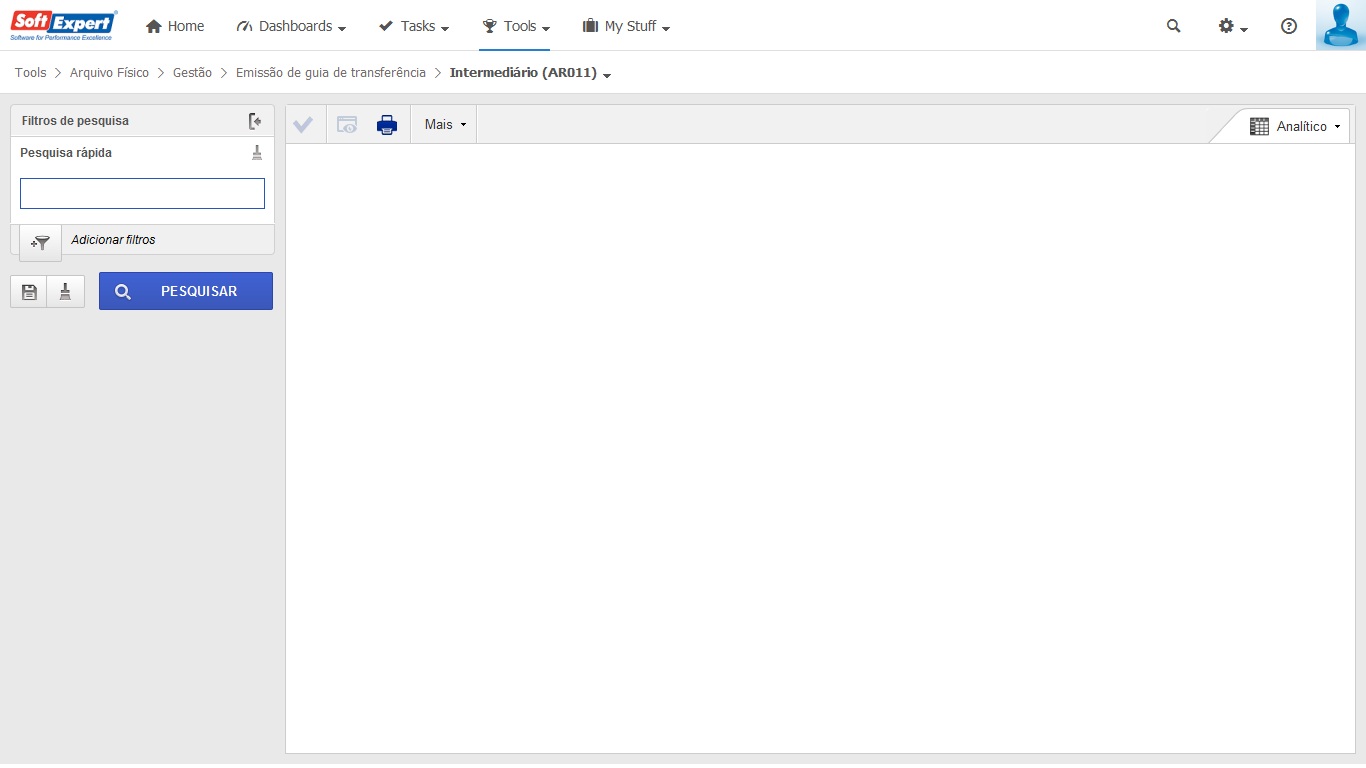 SoftExpert®
Software for Performance Excellence
Home Dashboards Tasks Tools My Stuff
Tools > Arquivo Físico > Gestão > Emissão de guia de transferência > Intermediário (AR011)
Filtros de pesquisa
Mais
Analítico
Pesquisa rápida
Adicionar filtros
PESQUISAR